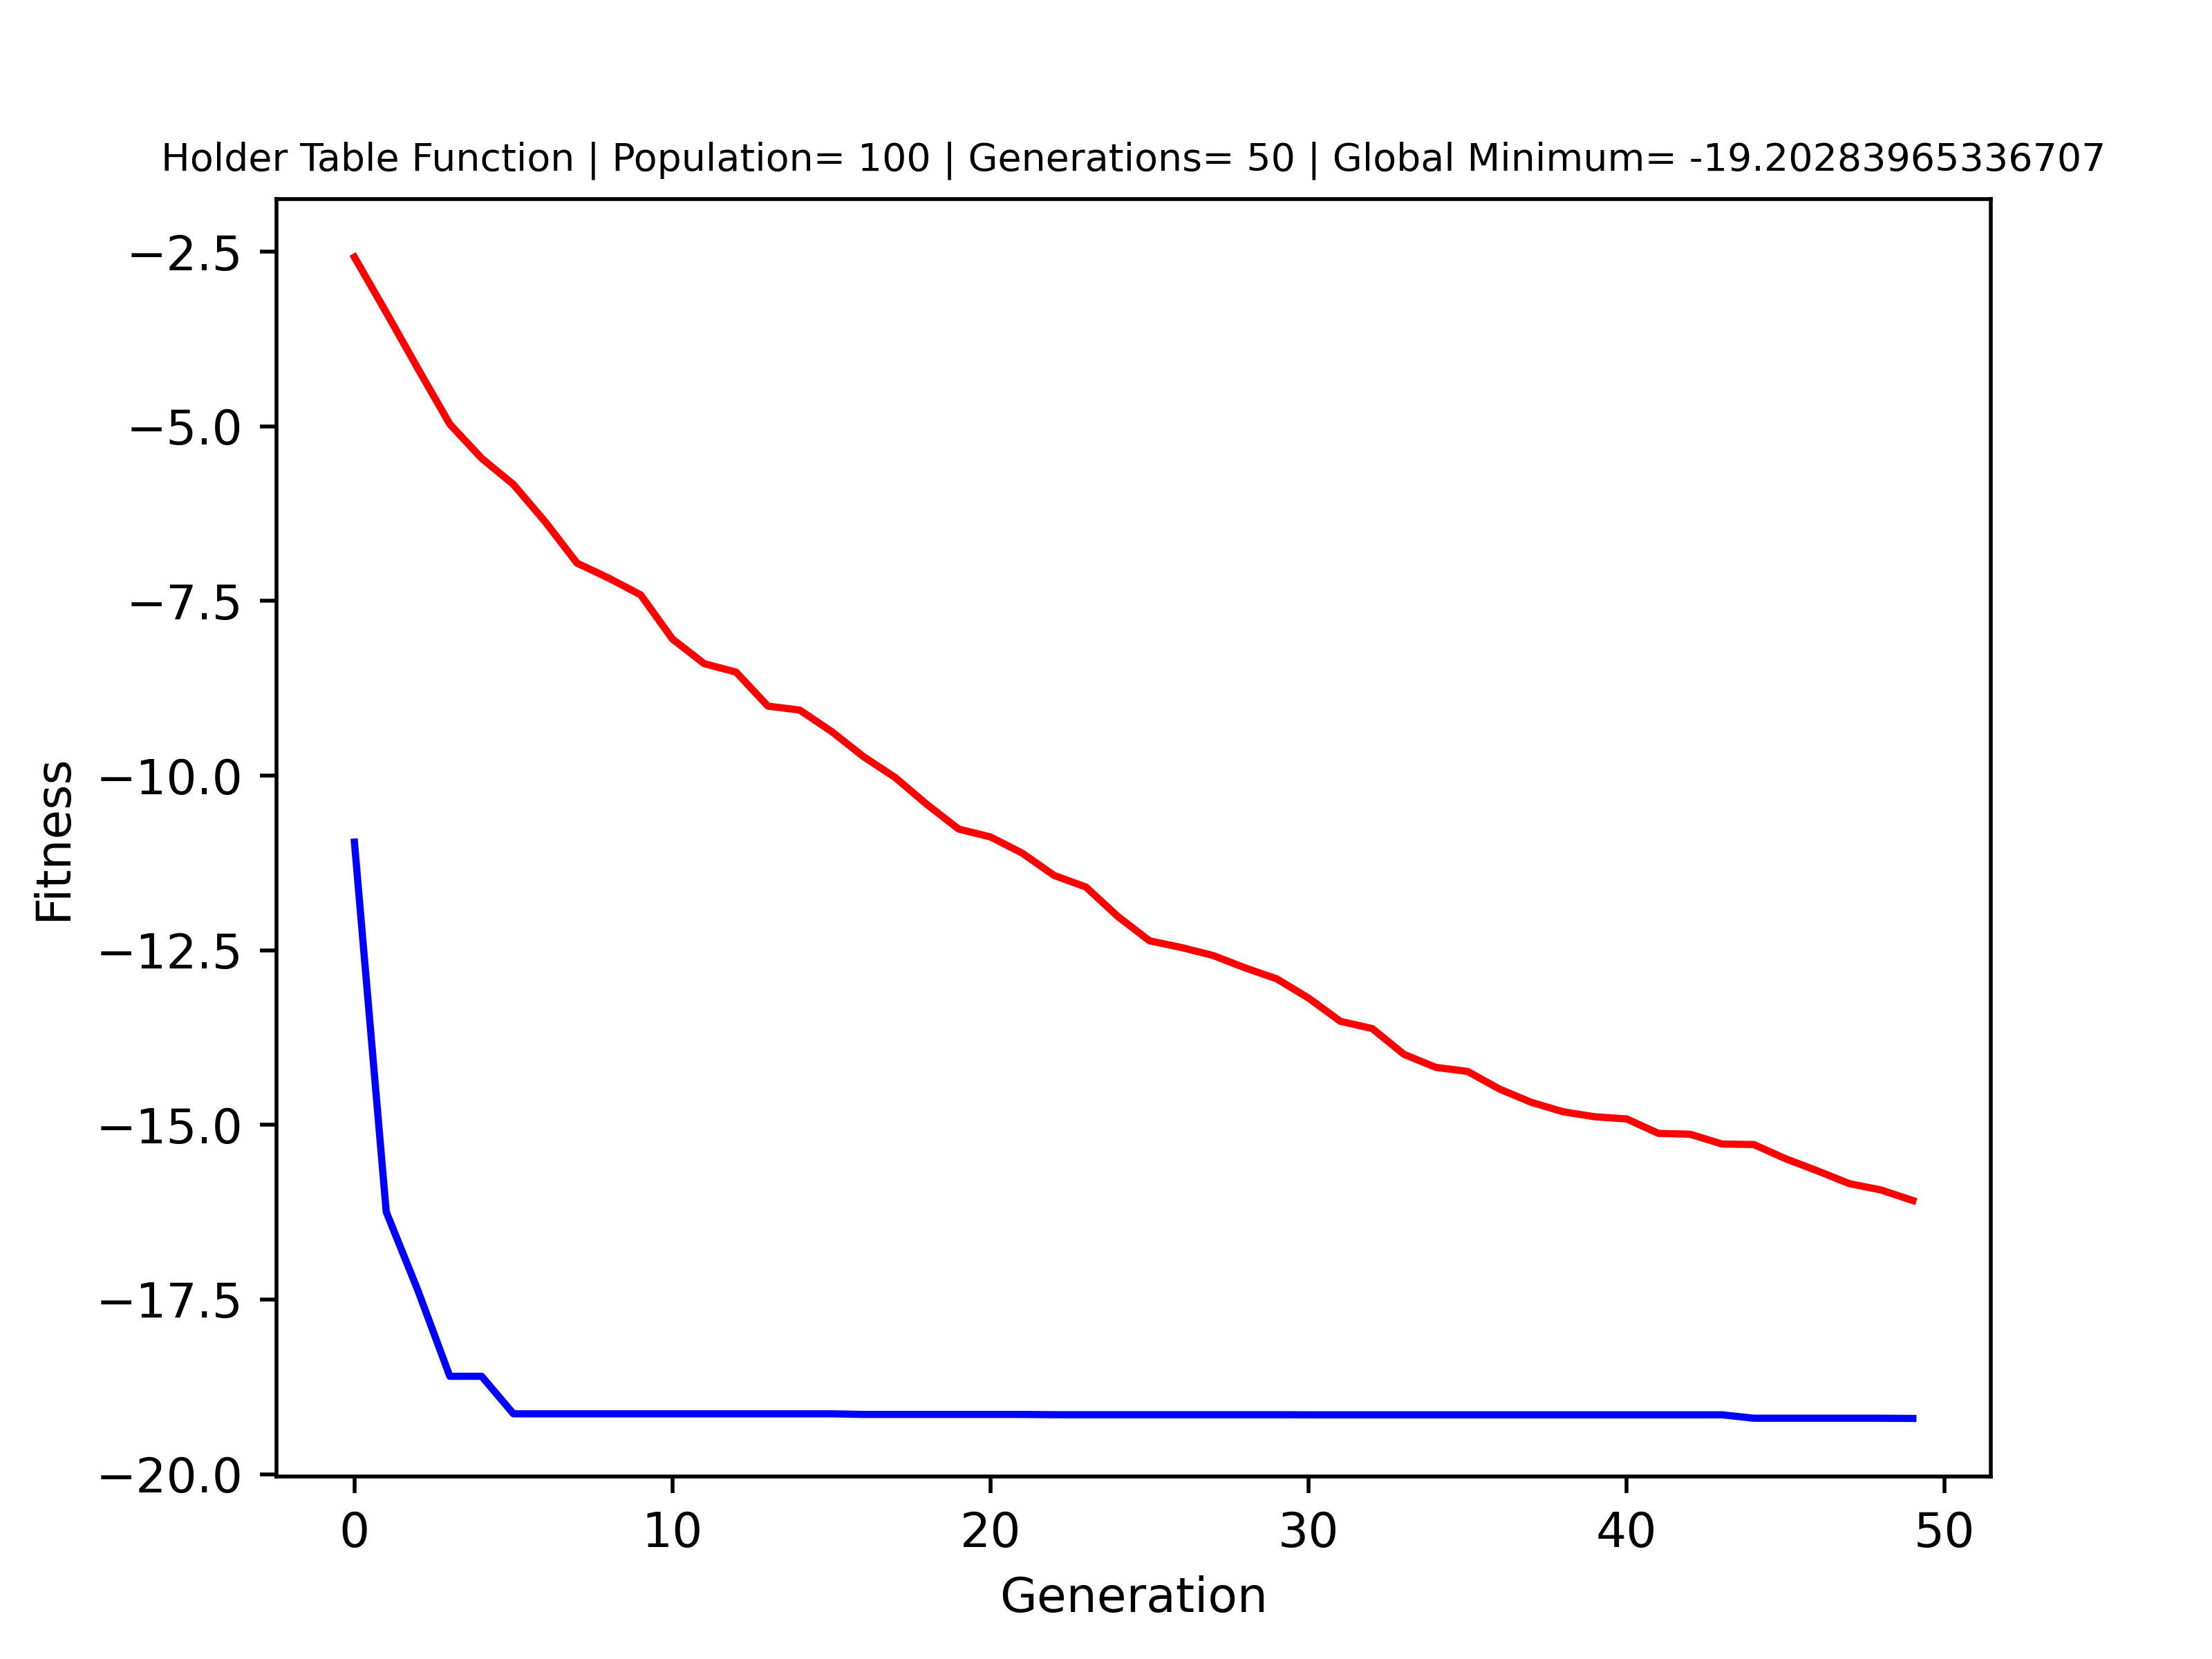 Holder Table Function | Population= 100 | Generations= 50 | Global Minimum= -19.20283965336707
−2.5
−5.0
−7.5
−10.0
−12.5
−15.0
−17.5
−20.0
Fitness
0 10 20 30 40 50
Generation